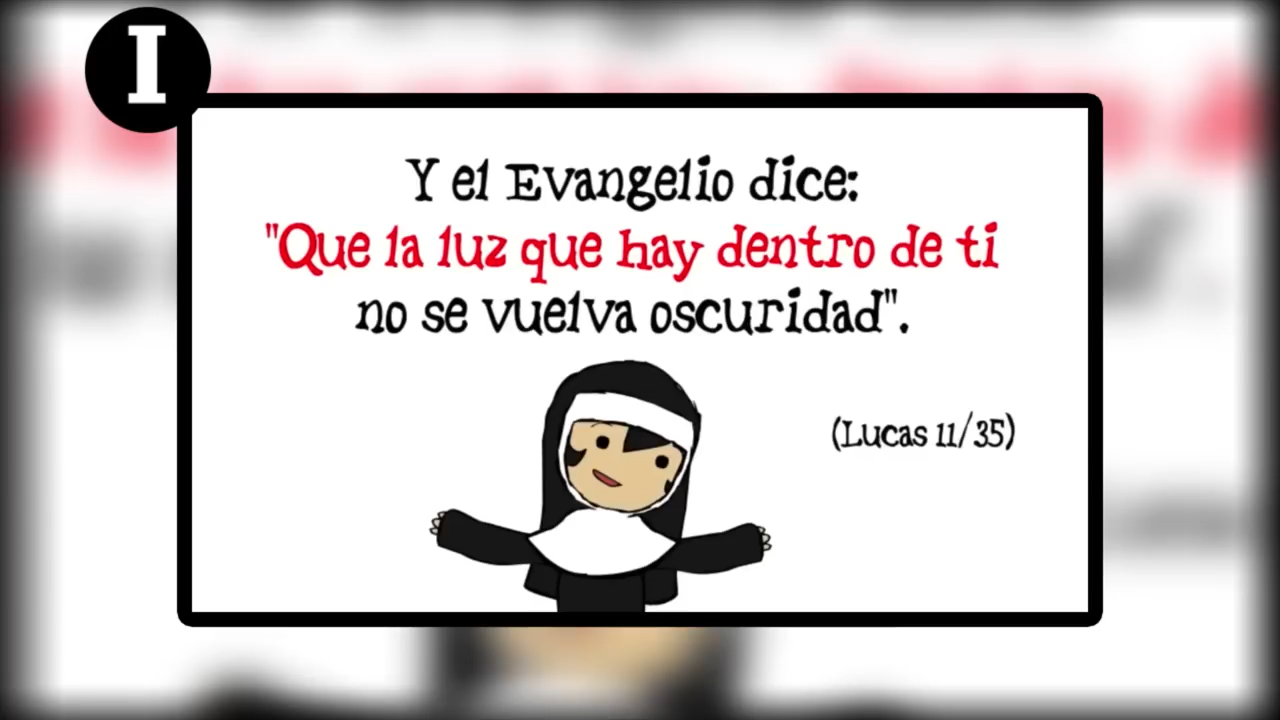 I
Y el Evangelio dice:
"Que la luz que hay dentro de ti
no se vuelva oscuridad".
(Lucas 11/35)